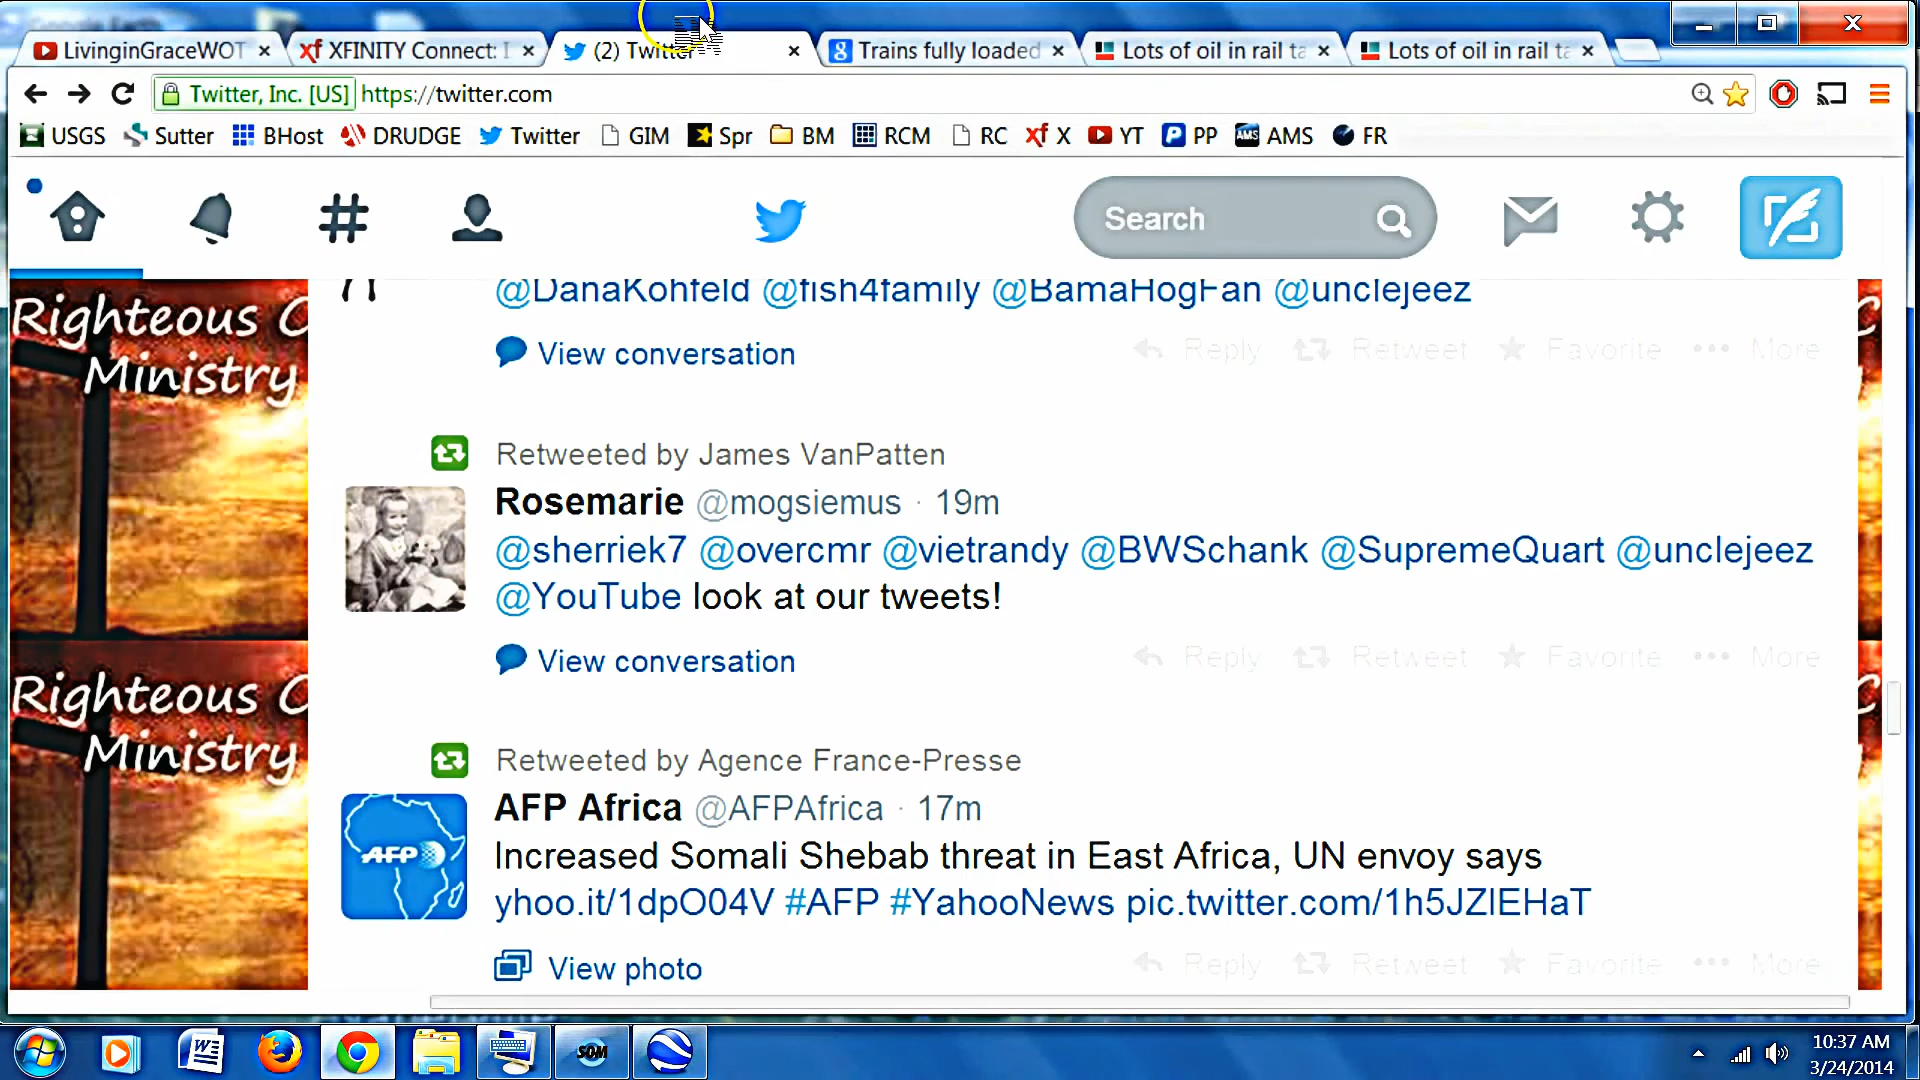 LivinginGraceWOT
XFINITY Connect: I
(2) Twitter
Trains fully loaded
Lots of oil in rail ta
Lots of oil in rail ta
Twitter, Inc. [US] https://twitter.com
USGS Sutter BHost DRUDGE Twitter GIM Spr BM RCM RC X YT PP AMS FR
Search
Righteous C
Ministry
@DanaKohfeld @fish4family @BamaHogFan @unclejeez
View conversation Reply Retweet Favorite More
Retweeted by James VanPatten
Rosemarie @mogsiemus · 19m
@sherriek7 @overcmr @vietrandy @BWSchank @SupremeQuart @unclejeez
@YouTube look at our tweets!
View conversation Reply Retweet Favorite More
Righteous C
Ministry
Retweeted by Agence France-Presse
AFP Africa @AFPAfrica · 17m
AFP
Increased Somali Shebab threat in East Africa, UN envoy says
yhoo.it/1dpO04V #AFP #YahooNews pic.twitter.com/1h5JZIEHaT
View photo Reply Retweet Favorite More
SOM
10:37 AM
3/24/2014